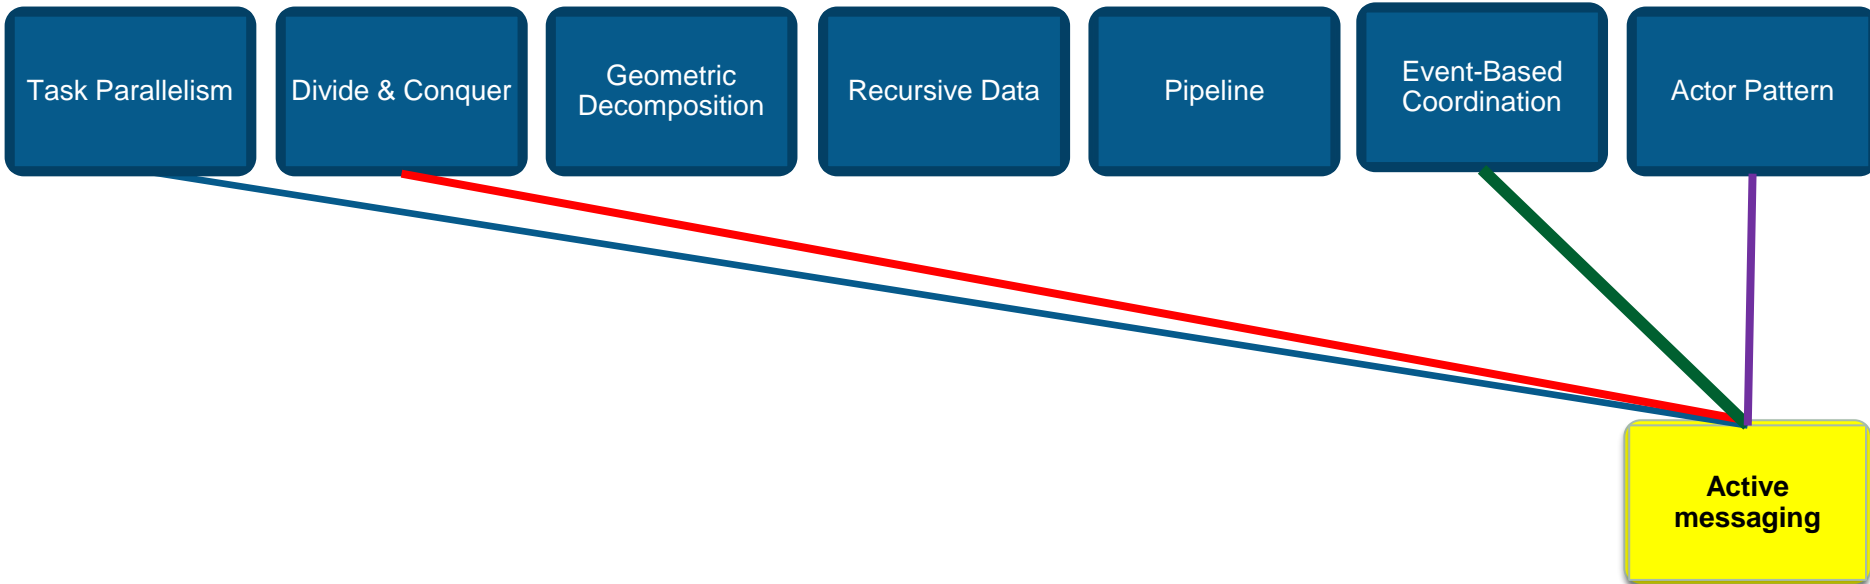 Task Parallelism
Divide & Conquer
Geometric
Decomposition
Recursive Data
Pipeline
Event-Based
Coordination
Actor Pattern
Active
messaging